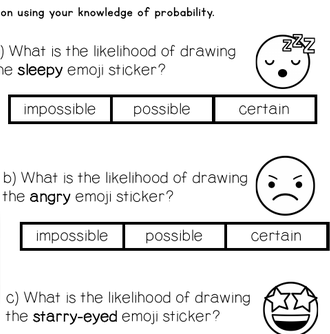 on using your knowledge of probability.
) What is the likelihood of drawing
he sleepy emoji sticker?
zzz
impossible possible certain
b) What is the likelihood of drawing
the angry emoji sticker?
impossible possible certain
c) What is the likelihood of drawing
the starry-eyed emoji sticker?